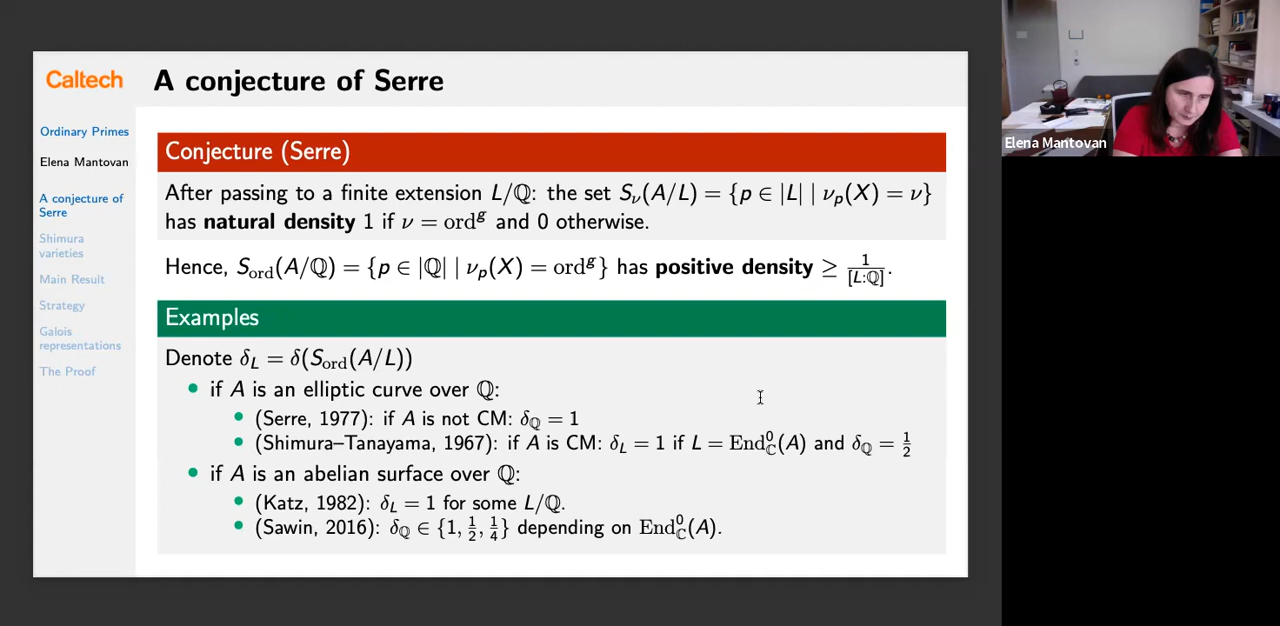 Caltech
A conjecture of Serre
Ordinary Primes
Elena Mantovan
A conjecture of
Serre
Shimura
varieties
Main Result
Strategy
Galois
representations
The Proof
Conjecture (Serre)
After passing to a finite extension L/ℚ: the set S_ν(A/L) = {p ∈ |L| | ν_p(X) = ν}
has natural density 1 if ν = ord^g and 0 otherwise.
Hence, S_ord(A/ℚ) = {p ∈ |ℚ| | ν_p(X) = ord^g} has positive density ≥ 1/[L:ℚ].
Examples
Denote δ_L = δ(S_ord(A/L))
• if A is an elliptic curve over ℚ:
• (Serre, 1977): if A is not CM: δ_ℚ = 1
• (Shimura–Tanayama, 1967): if A is CM: δ_L = 1 if L = End⁰_ℂ(A) and δ_ℚ = 1/2
• if A is an abelian surface over ℚ:
• (Katz, 1982): δ_L = 1 for some L/ℚ.
• (Sawin, 2016): δ_ℚ ∈ {1, 1/2, 1/4} depending on End⁰_ℂ(A).
Elena Mantovan